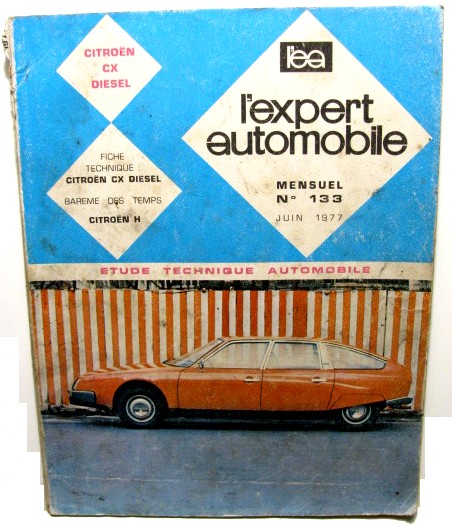 CITROËN
CX
DIESEL
l'ea
l'expert
automobile
FICHE
TECHNIQUE
CITROËN CX DIESEL
BAREME DES TEMPS
CITROËN H
MENSUEL
N° 133
JUIN 1977
ETUDE TECHNIQUE AUTOMOBILE